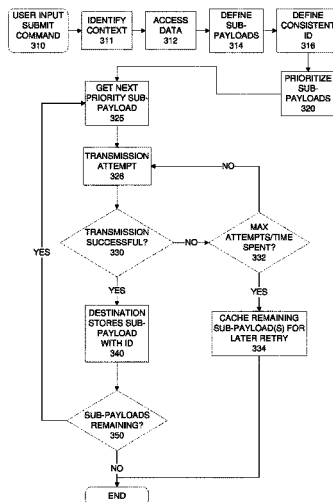 USER INPUT
SUBMIT
COMMAND
310
IDENTIFY
CONTEXT
311
ACCESS
DATA
312
DEFINE
SUB-
PAYLOADS
314
DEFINE
CONSISTENT
ID
316
PRIORITIZE
SUB-
PAYLOADS
320
GET NEXT
PRIORITY SUB-
PAYLOAD
325
TRANSMISSION
ATTEMPT
326
NO
TRANSMISSION
SUCCESSFUL?
330
NO
MAX
ATTEMPTS/TIME
SPENT?
332
YES
YES
YES
DESTINATION
STORES SUB-
PAYLOAD
WITH ID
340
CACHE REMAINING
SUB-PAYLOAD(S) FOR
LATER RETRY
334
SUB-PAYLOADS
REMAINING?
350
NO
END